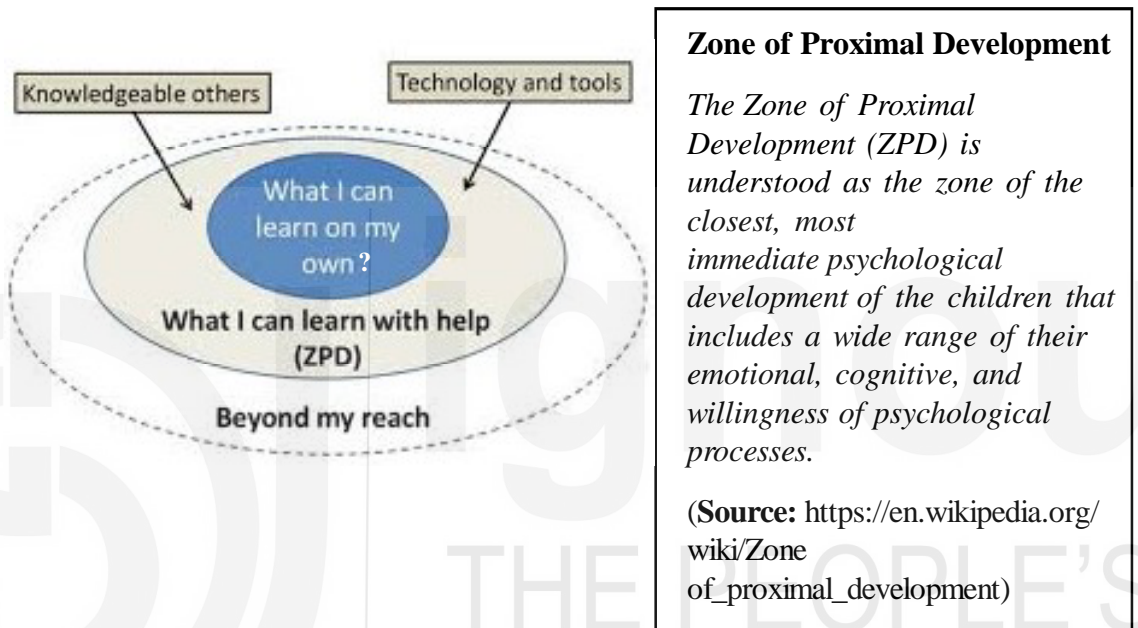 Knowledgeable others
Technology and tools
What I can
learn on my
own ?
What I can learn with help
(ZPD)
Beyond my reach
Zone of Proximal Development
The Zone of Proximal
Development (ZPD) is
understood as the zone of the
closest, most
immediate psychological
development of the children that
includes a wide range of their
emotional, cognitive, and
willingness of psychological
processes.
(Source: https://en.wikipedia.org/
wiki/Zone
of_proximal_development)
ignou
THE PEOPLE'S